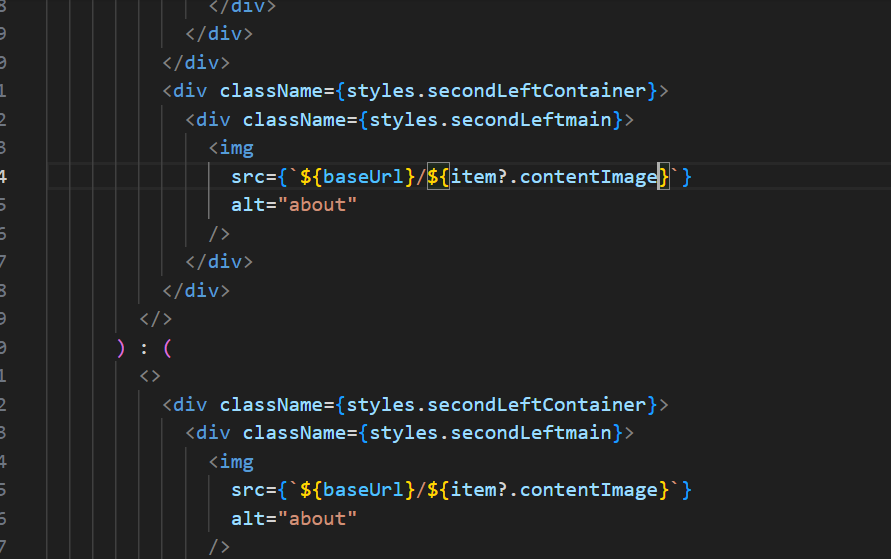 8 </div>
9 </div>
0 </div>
1 <div className={styles.secondLeftContainer}>
2 <div className={styles.secondLeftmain}>
3 <img
4 src={`${baseUrl}/${item?.contentImage}`}
5 alt="about"
6 />
7 </div>
8 </div>
9 </>
0 ) : (
1 <>
2 <div className={styles.secondLeftContainer}>
3 <div className={styles.secondLeftmain}>
4 <img
5 src={`${baseUrl}/${item?.contentImage}`}
6 alt="about"
7 />